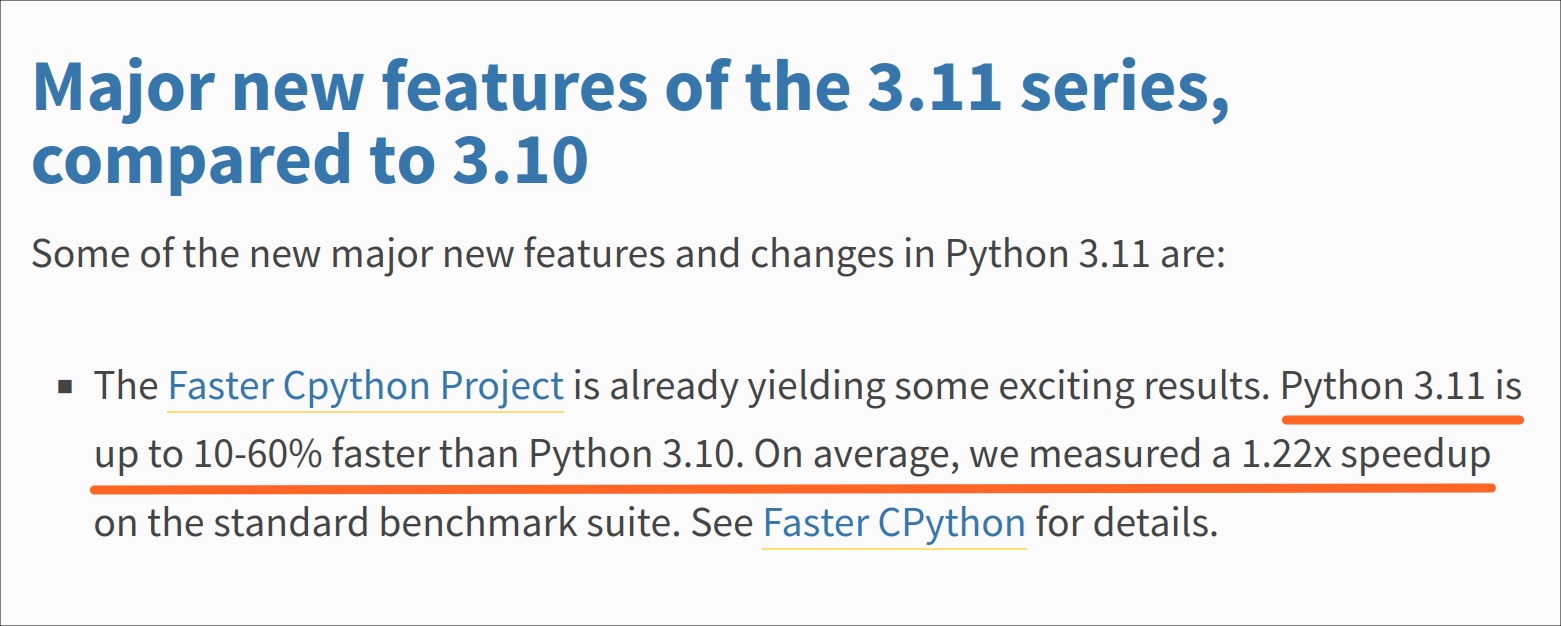 Major new features of the 3.11 series,
compared to 3.10
Some of the new major new features and changes in Python 3.11 are:
▪ The Faster Cpython Project is already yielding some exciting results. Python 3.11 is
up to 10-60% faster than Python 3.10. On average, we measured a 1.22x speedup
on the standard benchmark suite. See Faster CPython for details.